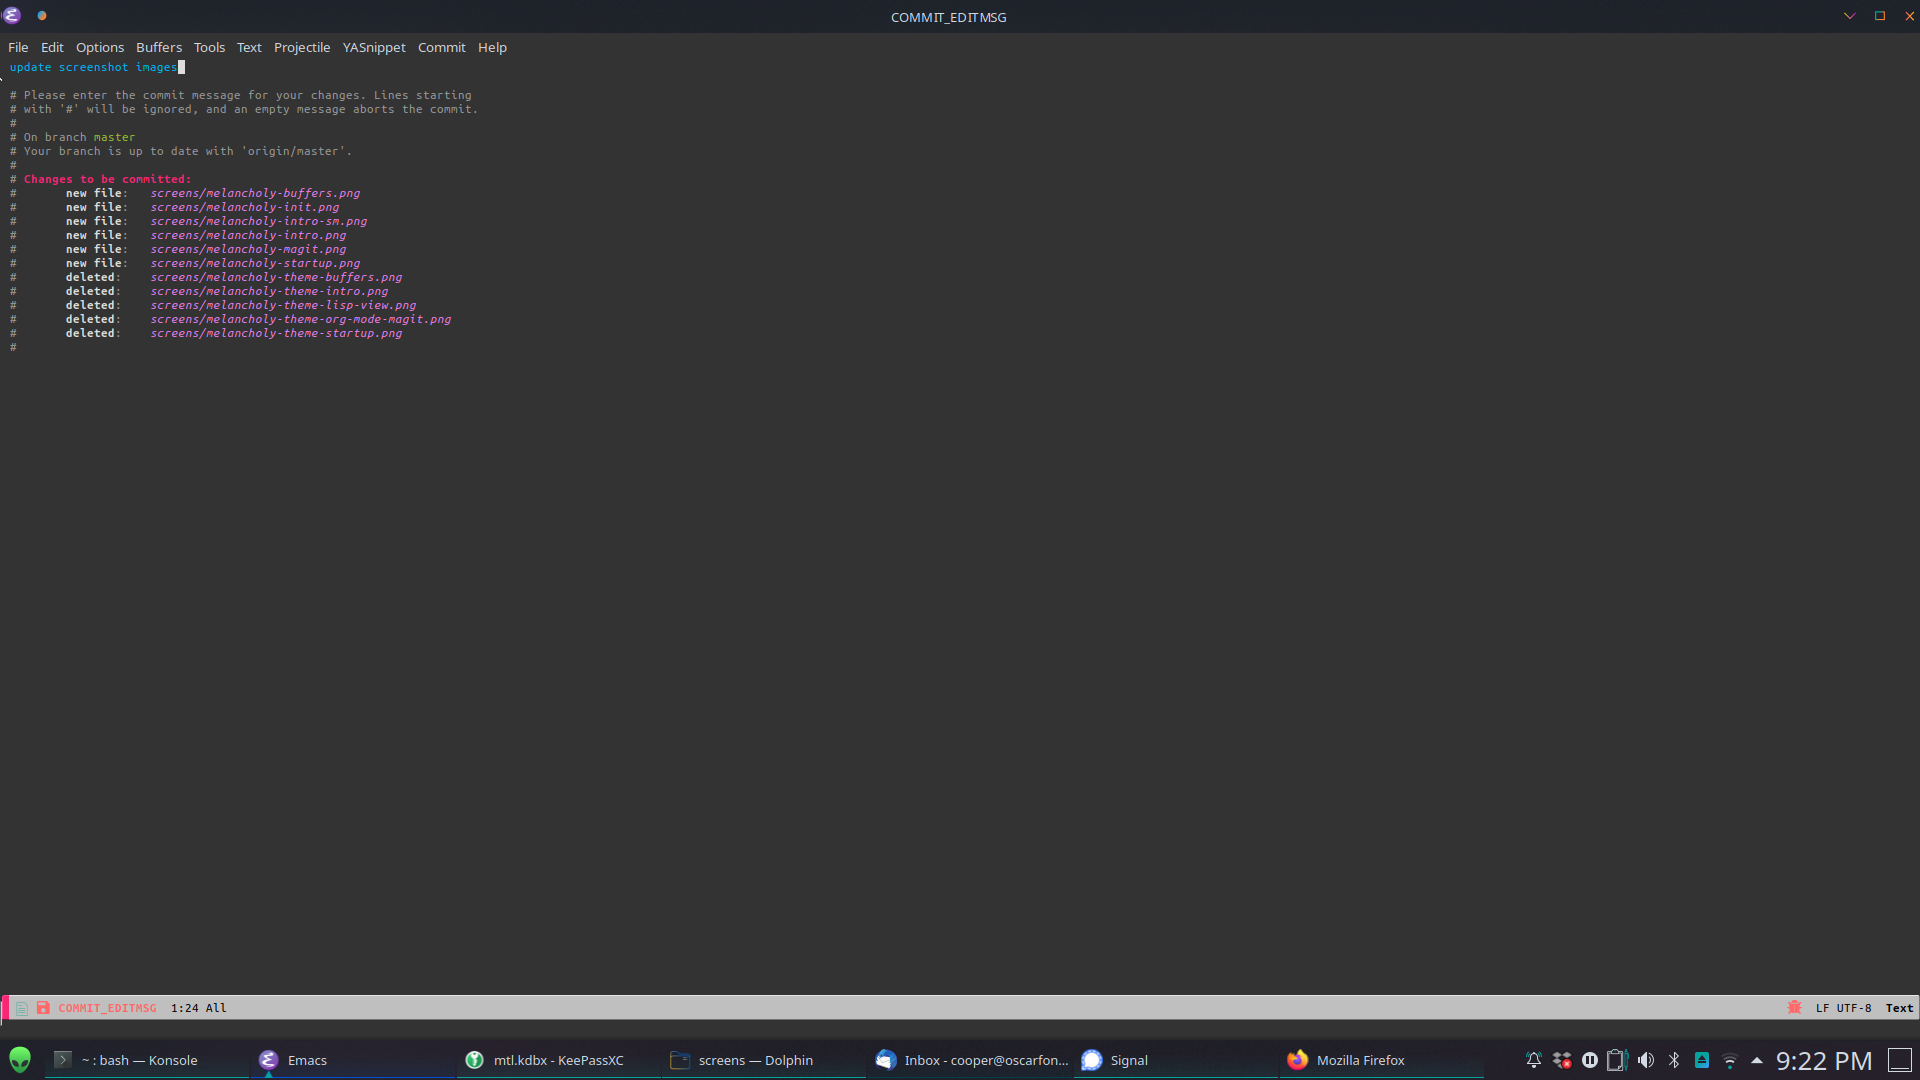 COMMIT_EDITMSG
File Edit Options Buffers Tools Text Projectile YASnippet Commit Help
update screenshot images
# Please enter the commit message for your changes. Lines starting
# with '#' will be ignored, and an empty message aborts the commit.
#
# On branch master
# Your branch is up to date with 'origin/master'.
#
# Changes to be committed:
#       new file:   screens/melancholy-buffers.png
#       new file:   screens/melancholy-init.png
#       new file:   screens/melancholy-intro-sm.png
#       new file:   screens/melancholy-intro.png
#       new file:   screens/melancholy-magit.png
#       new file:   screens/melancholy-startup.png
#       deleted:    screens/melancholy-theme-buffers.png
#       deleted:    screens/melancholy-theme-intro.png
#       deleted:    screens/melancholy-theme-lisp-view.png
#       deleted:    screens/melancholy-theme-org-mode-magit.png
#       deleted:    screens/melancholy-theme-startup.png
#
COMMIT_EDITMSG 1:24 All LF UTF-8 Text
~ : bash — Konsole Emacs mtl.kdbx - KeePassXC screens — Dolphin Inbox - cooper@oscarfon... Signal Mozilla Firefox 9:22 PM